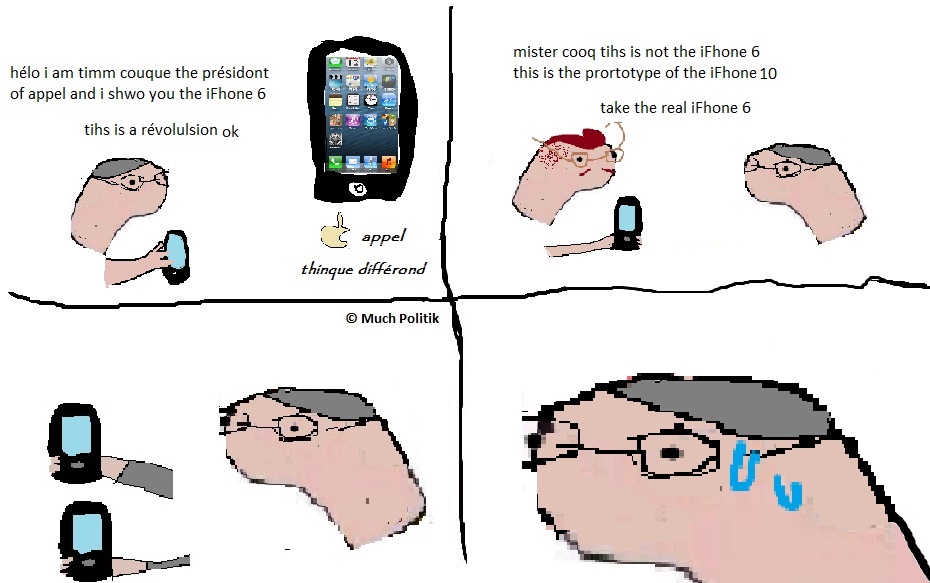 hélo i am timm couque the présidont
of appel and i shwo you the iFhone 6
tihs is a révolulsion ok
appel
thinque différond
mister cooq tihs is not the iFhone 6
this is the prortotype of the iFhone 10
take the real iFhone 6
© Much Politik